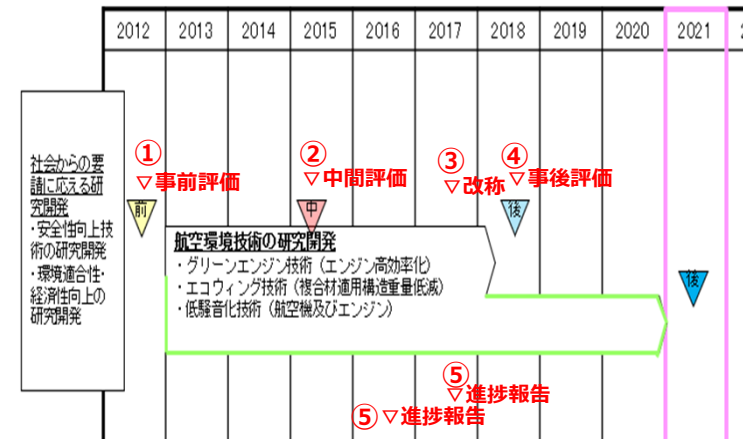 2012 2013 2014 2015 2016 2017 2018 2019 2020 2021
① ② ③ ④
▽事前評価 ▽中間評価 ▽改称 ▽事後評価
前 中 後
社会からの要
請に応える研
究開発
・安全性向上技
術の研究開発
・環境適合性・
経済性向上の
研究開発
航空環境技術の研究開発
・グリーンエンジン技術（エンジン高効率化）
・エコウィング技術（複合材適用構造重量低減）
・低騒音化技術（航空機及びエンジン）
後
⑤
▽進捗報告
⑤ ▽進捗報告